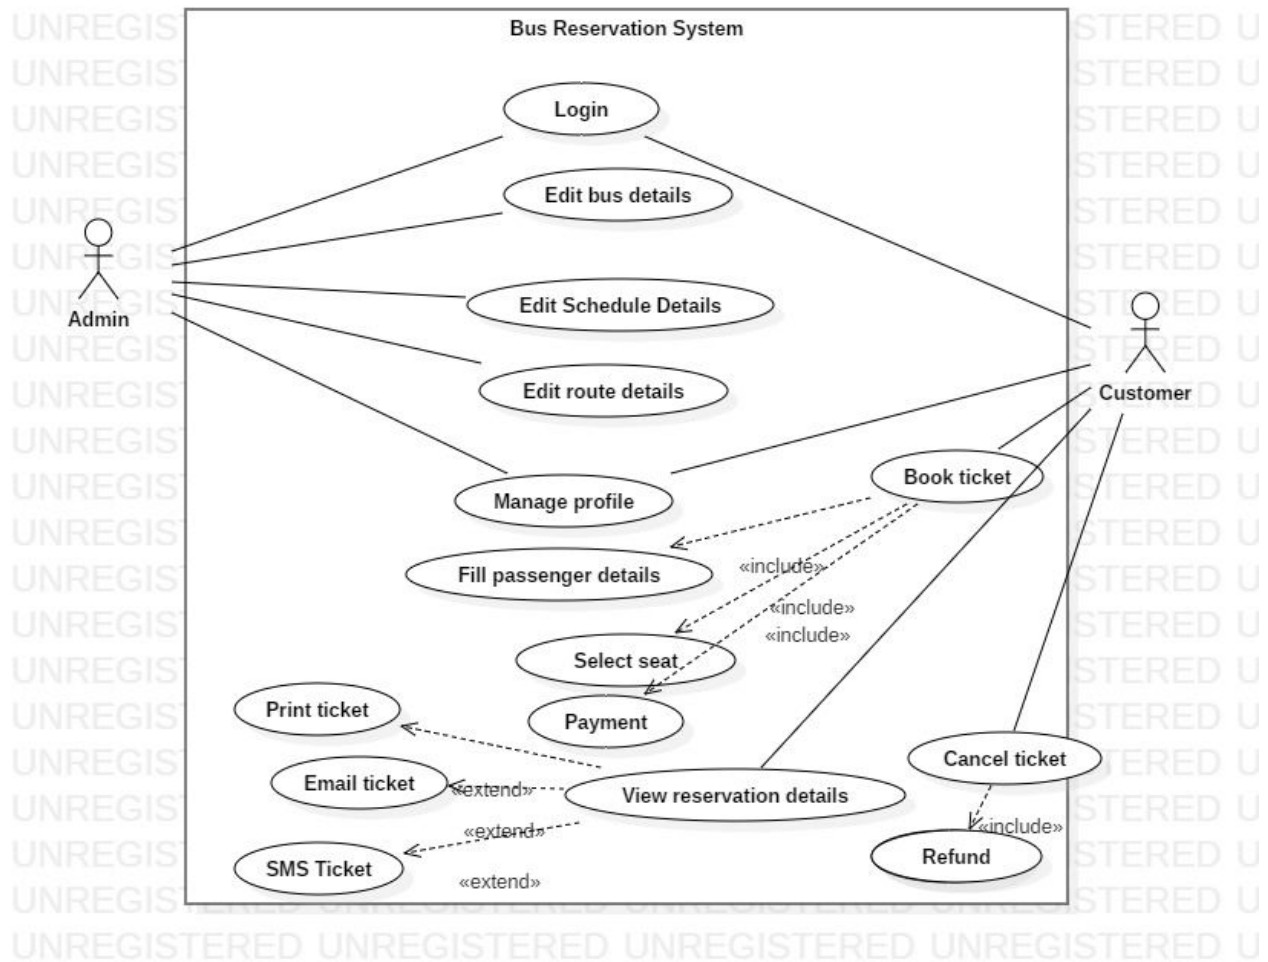 Bus Reservation System
Login
Edit bus details
Edit Schedule Details
Admin
Edit route details
Customer
Book ticket
Manage profile
«include»
Fill passenger details
«include»
«include»
Select seat
Print ticket
Payment
Cancel ticket
Email ticket
«extend»
View reservation details
«extend»
«include»
Refund
SMS Ticket
«extend»
UNREGISTERED UNREGISTERED UNREGISTERED UNREGISTERED U